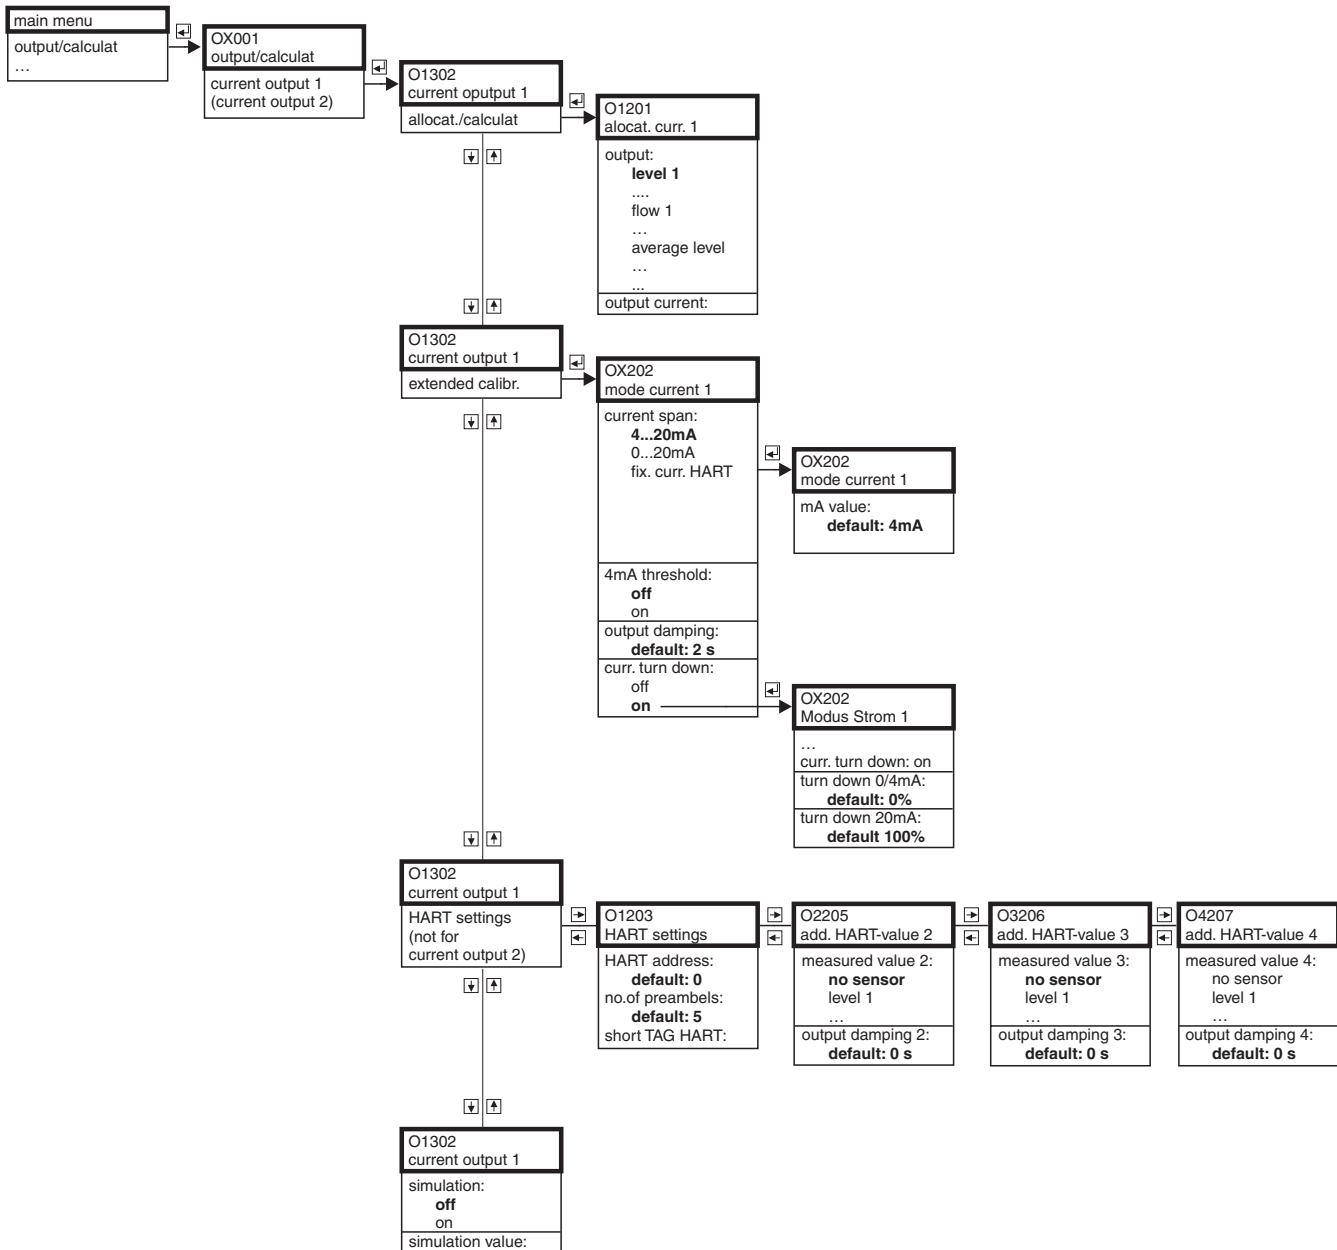 main menu
output/calculat
…
OX001
output/calculat
current output 1
(current output 2)
O1302
current oputput 1
allocat./calculat
O1201
alocat. curr. 1
output:
level 1
....
flow 1
…
average level
…
...
output current:
O1302
current output 1
extended calibr.
OX202
mode current 1
current span:
4...20mA
0...20mA
fix. curr. HART
4mA threshold:
off
on
output damping:
default: 2 s
curr. turn down:
off
on
OX202
mode current 1
mA value:
default: 4mA
OX202
Modus Strom 1
…
curr. turn down: on
turn down 0/4mA:
default: 0%
turn down 20mA:
default 100%
O1302
current output 1
HART settings
(not for
current output 2)
O1203
HART settings
HART address:
default: 0
no.of preambels:
default: 5
short TAG HART:
O2205
add. HART-value 2
measured value 2:
no sensor
level 1
…
output damping 2:
default: 0 s
O3206
add. HART-value 3
measured value 3:
no sensor
level 1
…
output damping 3:
default: 0 s
O4207
add. HART-value 4
measured value 4:
no sensor
level 1
…
output damping 4:
default: 0 s
O1302
current output 1
simulation:
off
on
simulation value: